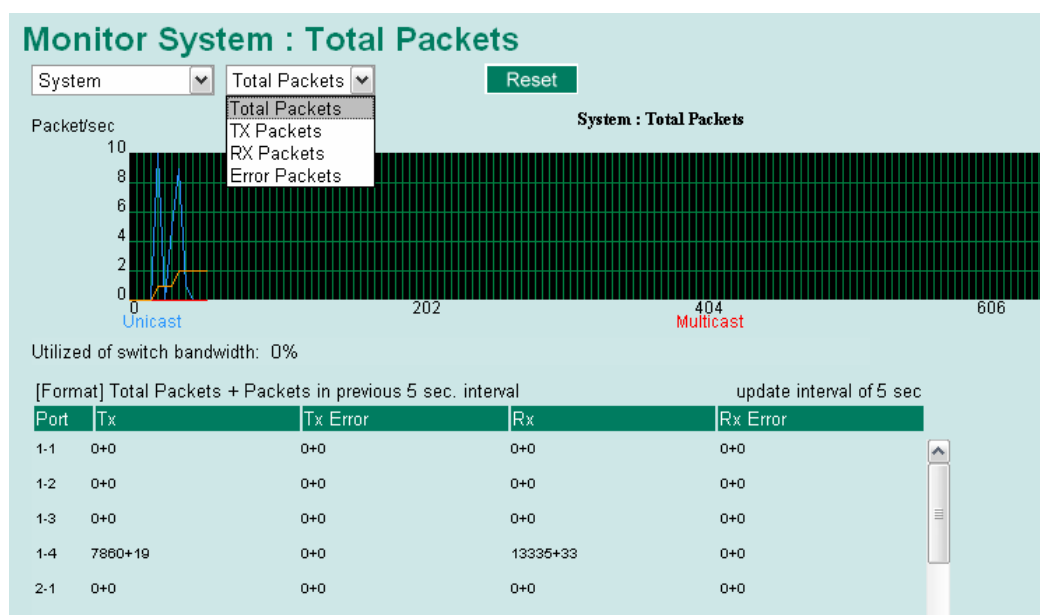 Monitor System : Total Packets
System Total Packets Reset
Total Packets
TX Packets
RX Packets
Error Packets
Packet/sec
System : Total Packets
10
8
6
4
2
0
0 202 404 606
Unicast Multicast
Utilized of switch bandwidth: 0%
[Format] Total Packets + Packets in previous 5 sec. interval update interval of 5 sec
Port Tx Tx Error Rx Rx Error
1-1 0+0 0+0 0+0 0+0
1-2 0+0 0+0 0+0 0+0
1-3 0+0 0+0 0+0 0+0
1-4 7860+19 0+0 13335+33 0+0
2-1 0+0 0+0 0+0 0+0